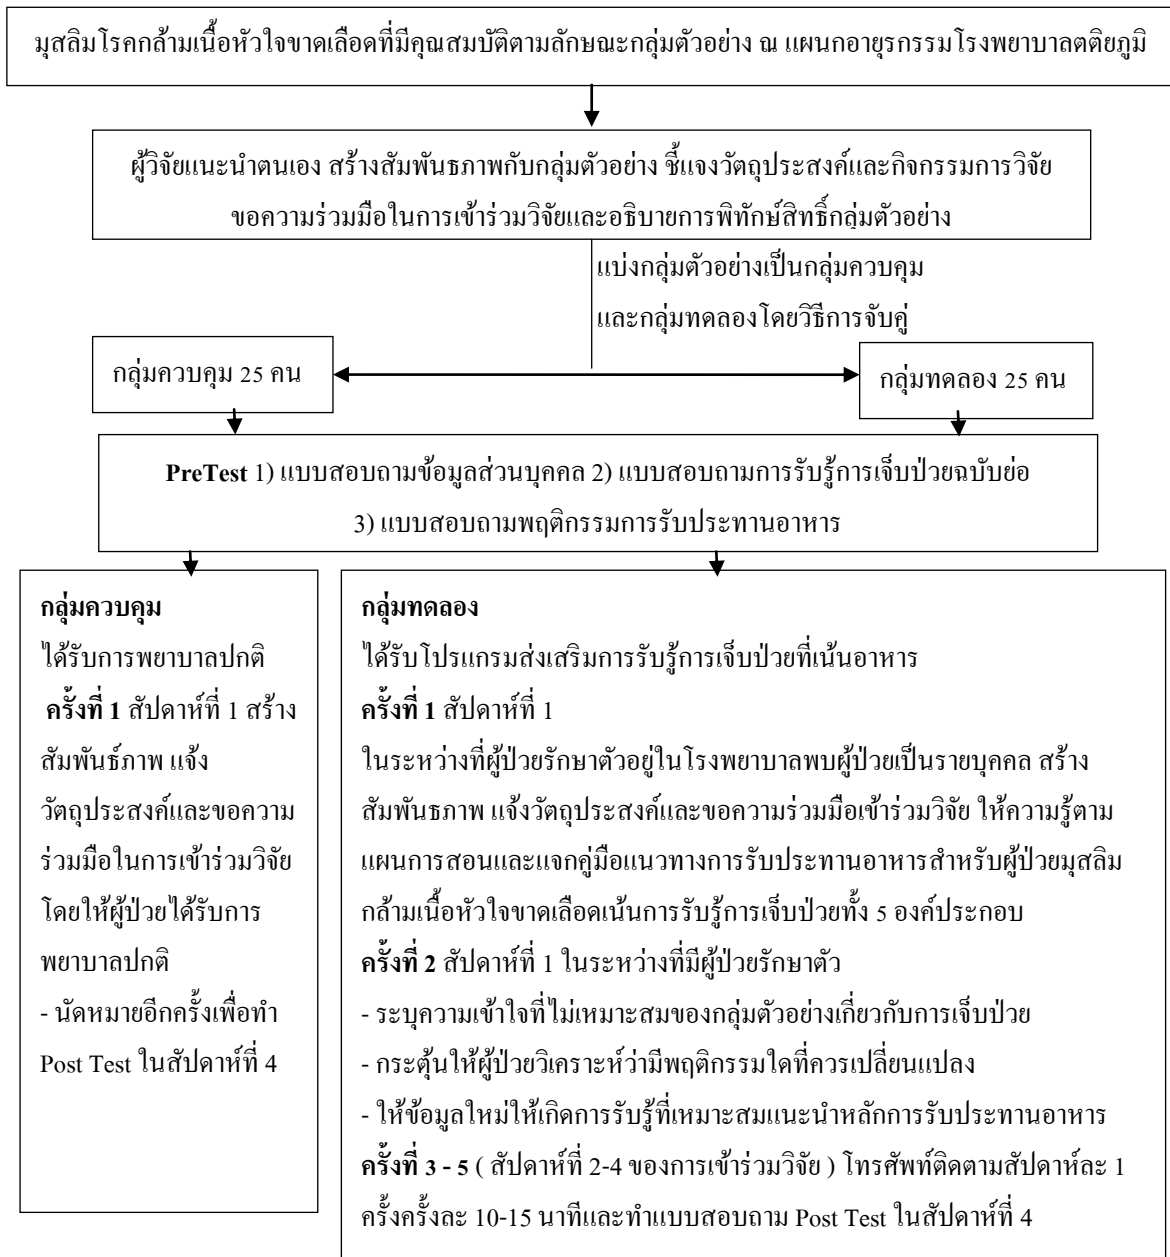 มุสลิมโรคกล้ามเนื้อหัวใจขาดเลือดที่มีคุณสมบัติตามลักษณะกลุ่มตัวอย่าง ณ แผนกอายุรกรรมโรงพยาบาลตติยภูมิ
ผู้วิจัยแนะนำตนเอง สร้างสัมพันธภาพกับกลุ่มตัวอย่าง ชี้แจงวัตถุประสงค์และกิจกรรมการวิจัย
ขอความร่วมมือในการเข้าร่วมวิจัยและอธิบายการพิทักษ์สิทธิ์กลุ่มตัวอย่าง
แบ่งกลุ่มตัวอย่างเป็นกลุ่มควบคุม
และกลุ่มทดลองโดยวิธีการจับคู่
กลุ่มควบคุม 25 คน
กลุ่มทดลอง 25 คน
PreTest 1) แบบสอบถามข้อมูลส่วนบุคคล 2) แบบสอบถามการรับรู้การเจ็บป่วยฉบับย่อ
3) แบบสอบถามพฤติกรรมการรับประทานอาหาร
กลุ่มควบคุม
ได้รับการพยาบาลปกติ
ครั้งที่ 1 สัปดาห์ที่ 1 สร้าง
สัมพันธ์ภาพ แจ้ง
วัตถุประสงค์และขอความ
ร่วมมือในการเข้าร่วมวิจัย
โดยให้ผู้ป่วยได้รับการ
พยาบาลปกติ
- นัดหมายอีกครั้งเพื่อทำ
Post Test ในสัปดาห์ที่ 4
กลุ่มทดลอง
ได้รับโปรแกรมส่งเสริมการรับรู้การเจ็บป่วยที่เน้นอาหาร
ครั้งที่ 1 สัปดาห์ที่ 1
ในระหว่างที่ผู้ป่วยรักษาตัวอยู่ในโรงพยาบาลพบผู้ป่วยเป็นรายบุคคล สร้าง
สัมพันธภาพ แจ้งวัตถุประสงค์และขอความร่วมมือเข้าร่วมวิจัย ให้ความรู้ตาม
แผนการสอนและแจกคู่มือแนวทางการรับประทานอาหารสำหรับผู้ป่วยมุสลิม
กล้ามเนื้อหัวใจขาดเลือดเน้นการรับรู้การเจ็บป่วยทั้ง 5 องค์ประกอบ
ครั้งที่ 2 สัปดาห์ที่ 1 ในระหว่างที่มีผู้ป่วยรักษาตัว
- ระบุความเข้าใจที่ไม่เหมาะสมของกลุ่มตัวอย่างเกี่ยวกับการเจ็บป่วย
- กระตุ้นให้ผู้ป่วยวิเคราะห์ว่ามีพฤติกรรมใดที่ควรเปลี่ยนแปลง
- ให้ข้อมูลใหม่ให้เกิดการรับรู้ที่เหมาะสมแนะนำหลักการรับประทานอาหาร
ครั้งที่ 3 - 5 ( สัปดาห์ที่ 2-4 ของการเข้าร่วมวิจัย ) โทรศัพท์ติดตามสัปดาห์ละ 1
ครั้งครั้งละ 10-15 นาทีและทำแบบสอบถาม Post Test ในสัปดาห์ที่ 4